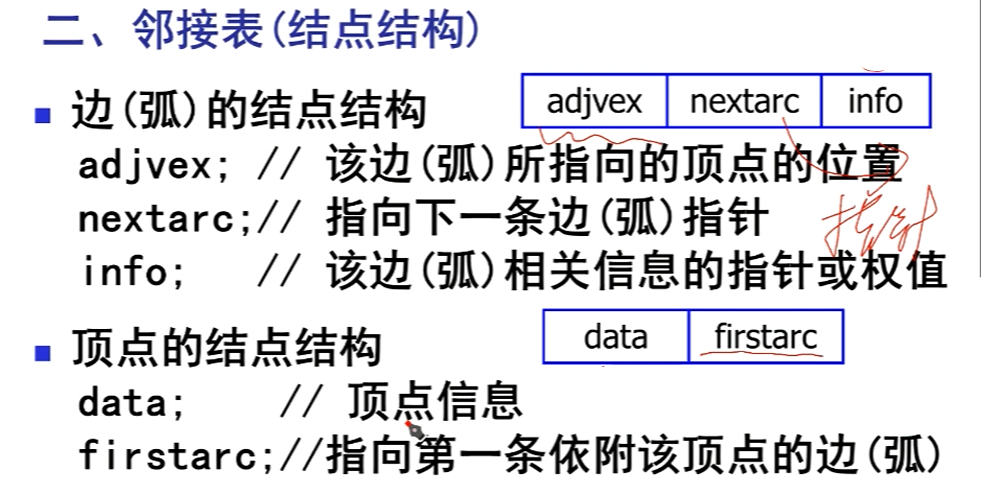 二、邻接表(结点结构)
边(弧)的结点结构
adjvex nextarc info
adjvex; // 该边(弧)所指向的顶点的位置
nextarc;// 指向下一条边(弧)指针
指针
info; // 该边(弧)相关信息的指针或权值
顶点的结点结构
data firstarc
data; // 顶点信息
firstarc;//指向第一条依附该顶点的边(弧)